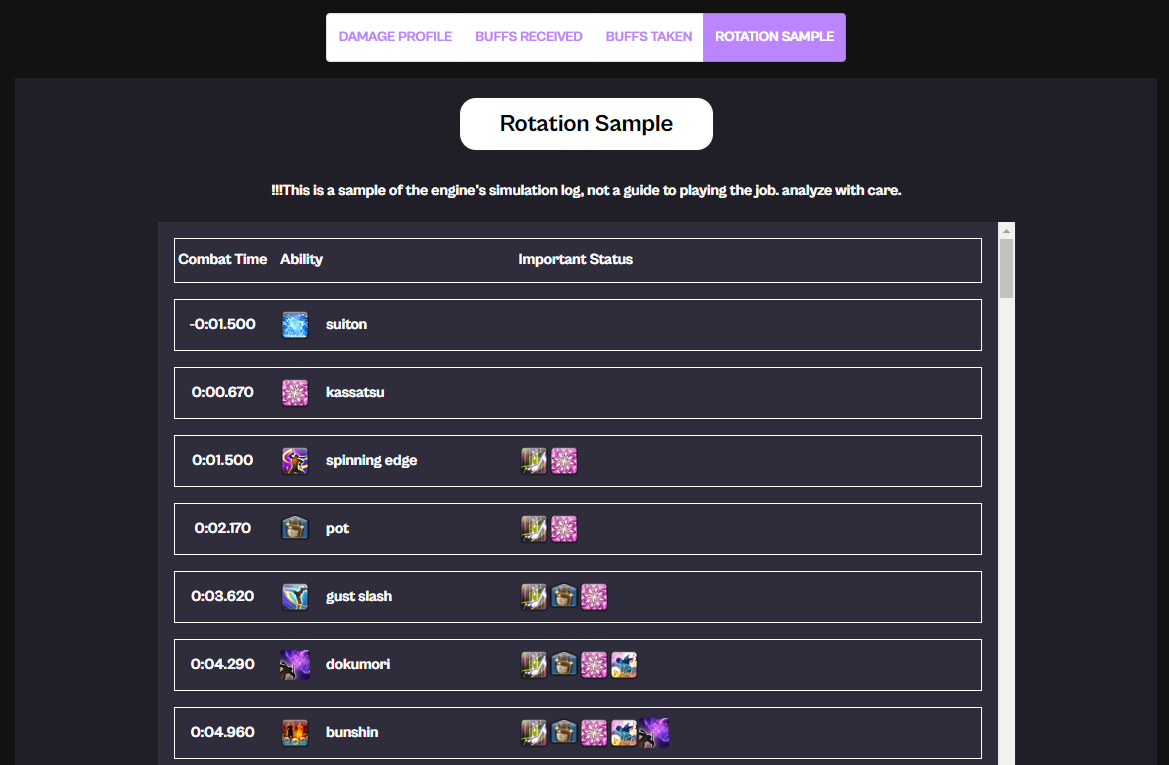 DAMAGE PROFILE BUFFS RECEIVED BUFFS TAKEN ROTATION SAMPLE
Rotation Sample
!!!This is a sample of the engine's simulation log, not a guide to playing the job. analyze with care.
Combat Time Ability Important Status
-0:01.500 suiton
0:00.670 kassatsu
0:01.500 spinning edge
0:02.170 pot
0:03.620 gust slash
0:04.290 dokumori
0:04.960 bunshin